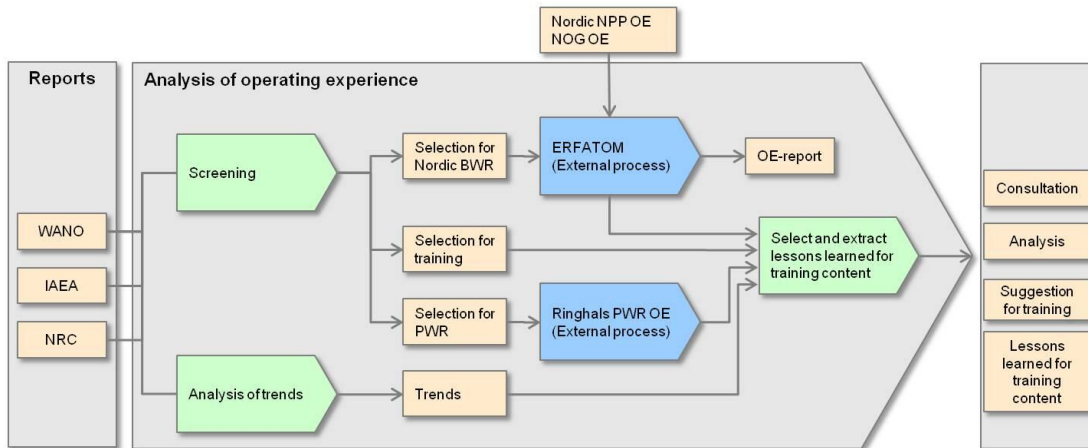 Nordic NPP OE
NOG OE
Reports
WANO
IAEA
NRC
Analysis of operating experience
Screening
Analysis of trends
Selection for
Nordic BWR
Selection for
training
Selection for
PWR
Trends
ERFATOM
(External process)
Ringhals PWR OE
(External process)
OE-report
Select and extract
lessons learned for
training content
Consultation
Analysis
Suggestion
for training
Lessons
learned for
training
content